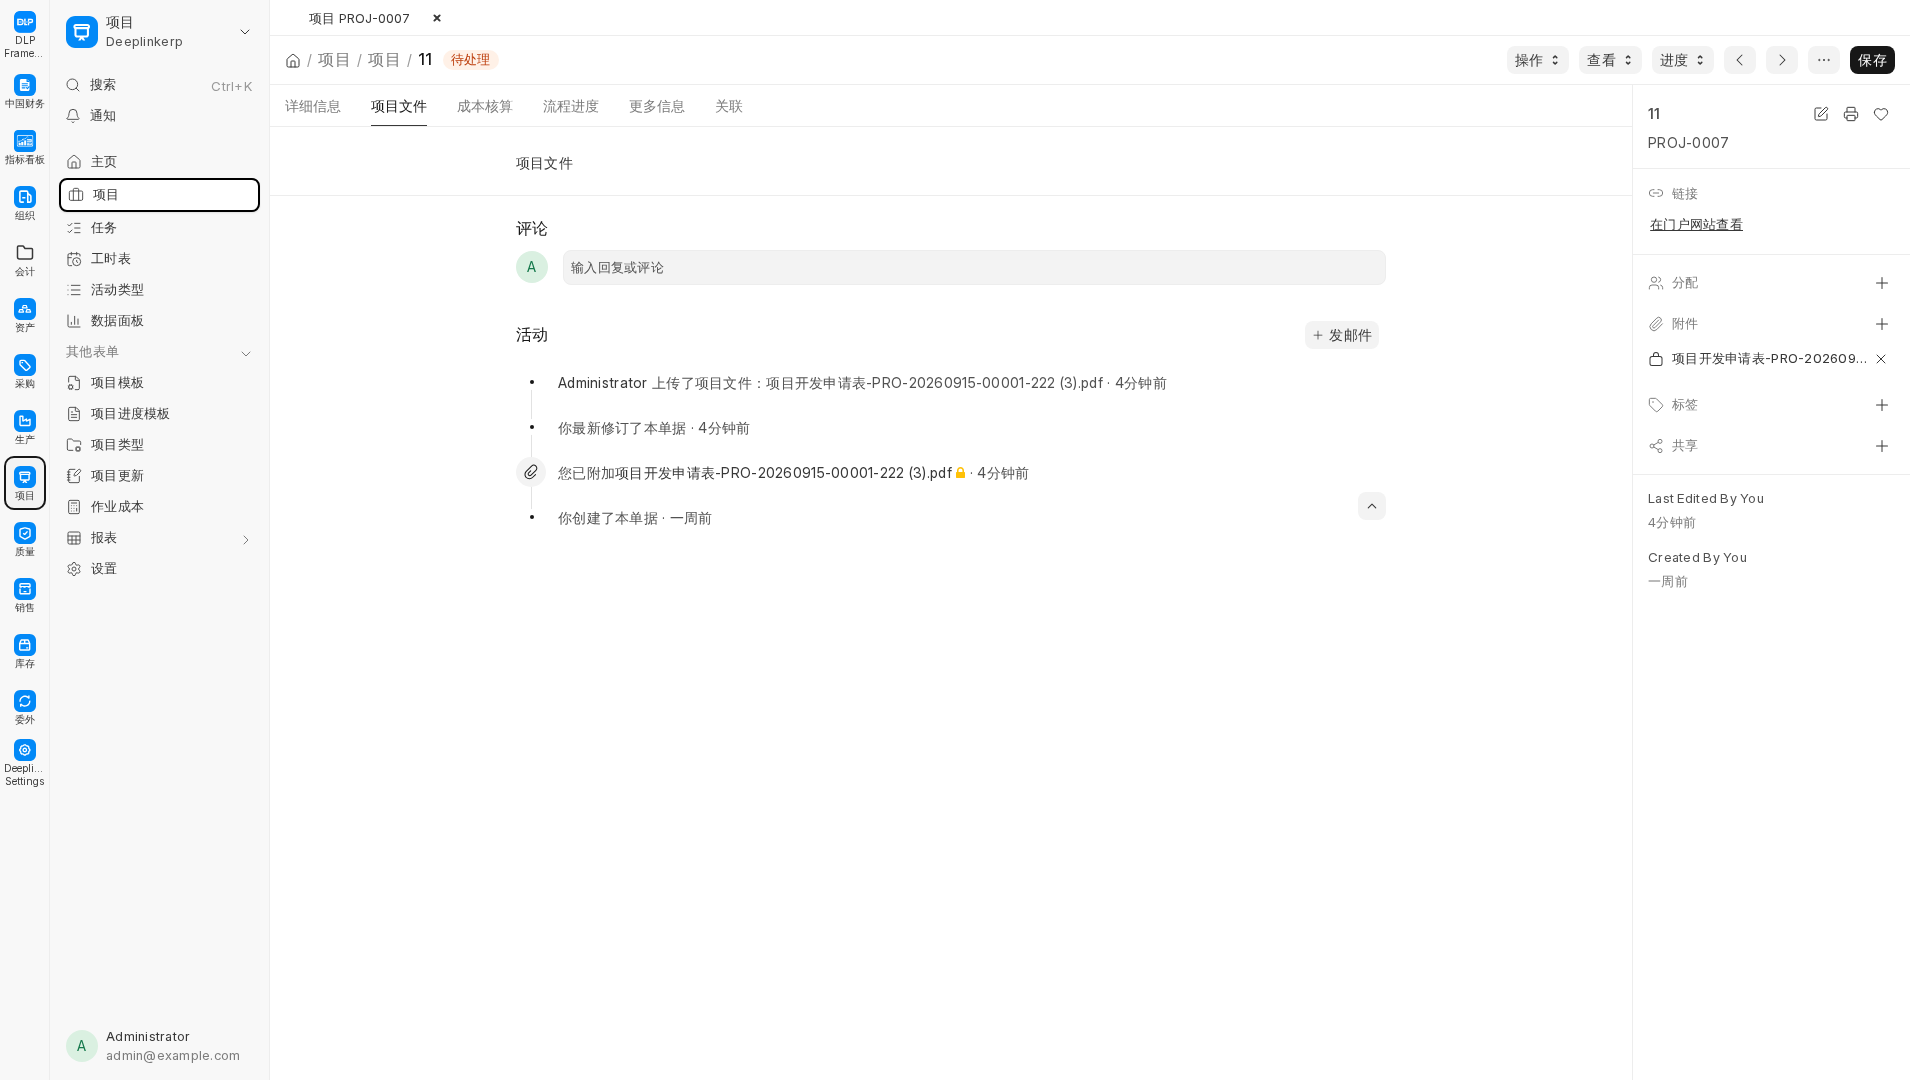 DLP
DLP
Frame...
中国财务
指标看板
组织
会计
资产
采购
生产
项目
质量
销售
库存
委外
Deepli...
Settings
项目
Deeplinkerp
搜索 Ctrl+K
通知
主页
项目
任务
工时表
活动类型
数据面板
其他表单
项目模板
项目进度模板
项目类型
项目更新
作业成本
报表
设置
A
Administrator
admin@example.com
项目 PROJ-0007 ×
/ 项目 / 项目 / 11 待处理
操作 查看 进度 ··· 保存
详细信息 项目文件 成本核算 流程进度 更多信息 关联
项目文件
评论
A 输入回复或评论
活动 + 发邮件
Administrator 上传了项目文件：项目开发申请表-PRO-20260915-00001-222 (3).pdf · 4分钟前
你最新修订了本单据 · 4分钟前
您已附加项目开发申请表-PRO-20260915-00001-222 (3).pdf · 4分钟前
你创建了本单据 · 一周前
11
PROJ-0007
链接
在门户网站查看
分配
附件
项目开发申请表-PRO-202609...
标签
共享
Last Edited By You
4分钟前
Created By You
一周前